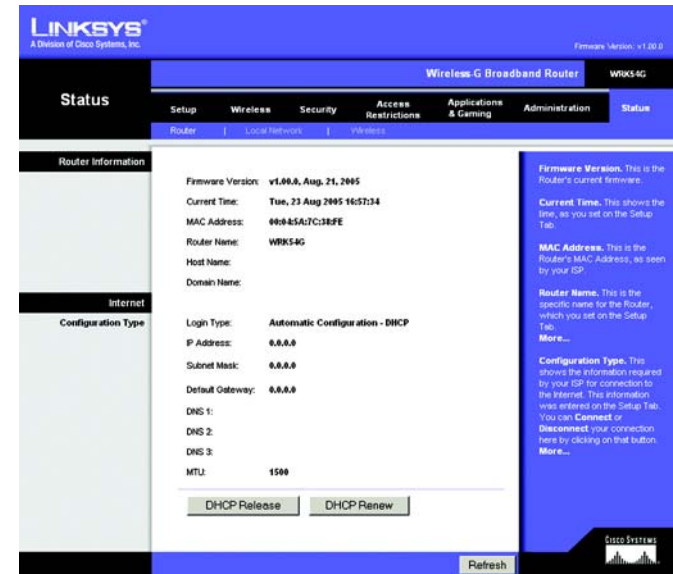 LINKSYS®
A Division of Cisco Systems, Inc.
Firmware Version: v1.00.0
Wireless-G Broadband Router WRK54G
Status
Setup Wireless Security Access Restrictions Applications & Gaming Administration Status
Router | Local Network | Wireless
Router Information
Firmware Version: v1.00.0, Aug. 21, 2005
Current Time: Tue, 23 Aug 2005 16:57:34
MAC Address: 00:04:5A:7C:38:FE
Router Name: WRK54G
Host Name:
Domain Name:
Internet
Configuration Type
Login Type: Automatic Configuration - DHCP
IP Address: 0.0.0.0
Subnet Mask: 0.0.0.0
Default Gateway: 0.0.0.0
DNS 1:
DNS 2:
DNS 3:
MTU: 1500
DHCP Release DHCP Renew
Firmware Version. This is the
Router's current firmware.
Current Time. This shows the
time, as you set on the Setup
Tab.
MAC Address. This is the
Router's MAC Address, as seen
by your ISP.
Router Name. This is the
specific name for the Router,
which you set on the Setup
Tab.
More...
Configuration Type. This
shows the information required
by your ISP for connection to
the Internet. This information
was entered on the Setup Tab.
You can Connect or
Disconnect your connection
here by clicking on that button.
More...
Refresh
CISCO SYSTEMS